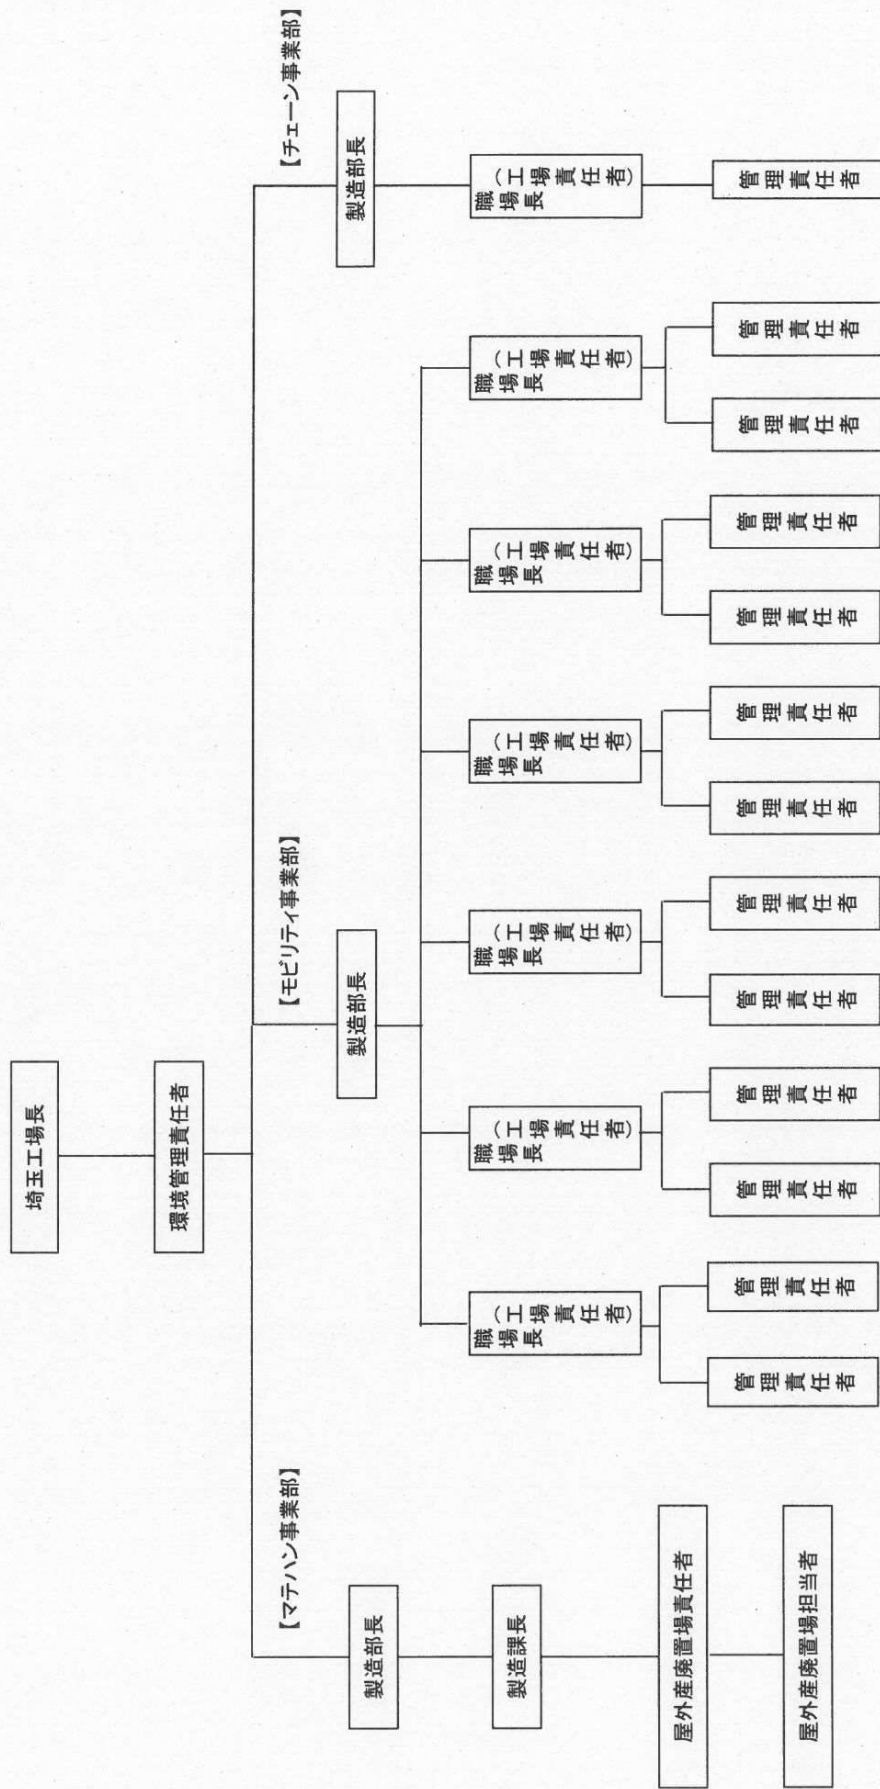 埼玉工場長
環境管理責任者
【マテハン事業部】
【モビリティ事業部】
【チェーン事業部】
製造部長
製造部長
製造部長
製造課長
職場長
（工場責任者）
職場長
（工場責任者）
職場長
（工場責任者）
職場長
（工場責任者）
職場長
（工場責任者）
職場長
（工場責任者）
職場長
（工場責任者）
屋外産廃置場責任者
管理責任者
管理責任者
管理責任者
管理責任者
管理責任者
管理責任者
管理責任者
管理責任者
管理責任者
管理責任者
管理責任者
管理責任者
管理責任者
屋外産廃置場担当者